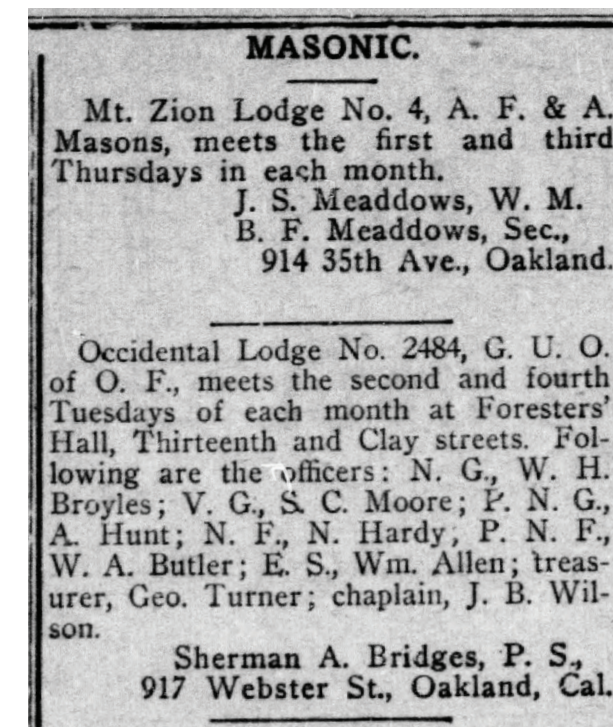 MASONIC.
Mt. Zion Lodge No. 4, A. F. & A.
Masons, meets the first and third
Thursdays in each month.
J. S. Meaddows, W. M.
B. F. Meaddows, Sec.,
914 35th Ave., Oakland.
Occidental Lodge No. 2484, G. U. O.
of O. F., meets the second and fourth
Tuesdays of each month at Foresters'
Hall, Thirteenth and Clay streets. Fol-
lowing are the officers: N. G., W. H.
Broyles; V. G., S. C. Moore; P. N. G.,
A. Hunt; N. F., N. Hardy; P. N. F.,
W. A. Butler; E. S., Wm. Allen; treas-
urer, Geo. Turner; chaplain, J. B. Wil-
son.
Sherman A. Bridges, P. S.,
917 Webster St., Oakland, Cal.